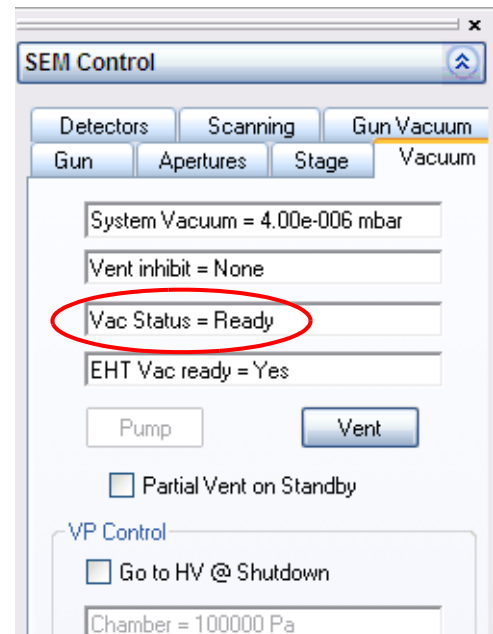 SEM Control
Detectors Scanning Gun Vacuum
Gun Apertures Stage Vacuum
System Vacuum = 4.00e-006 mbar
Vent inhibit = None
Vac Status = Ready
EHT Vac ready = Yes
Pump Vent
Partial Vent on Standby
VP Control
Go to HV @ Shutdown
Chamber = 100000 Pa